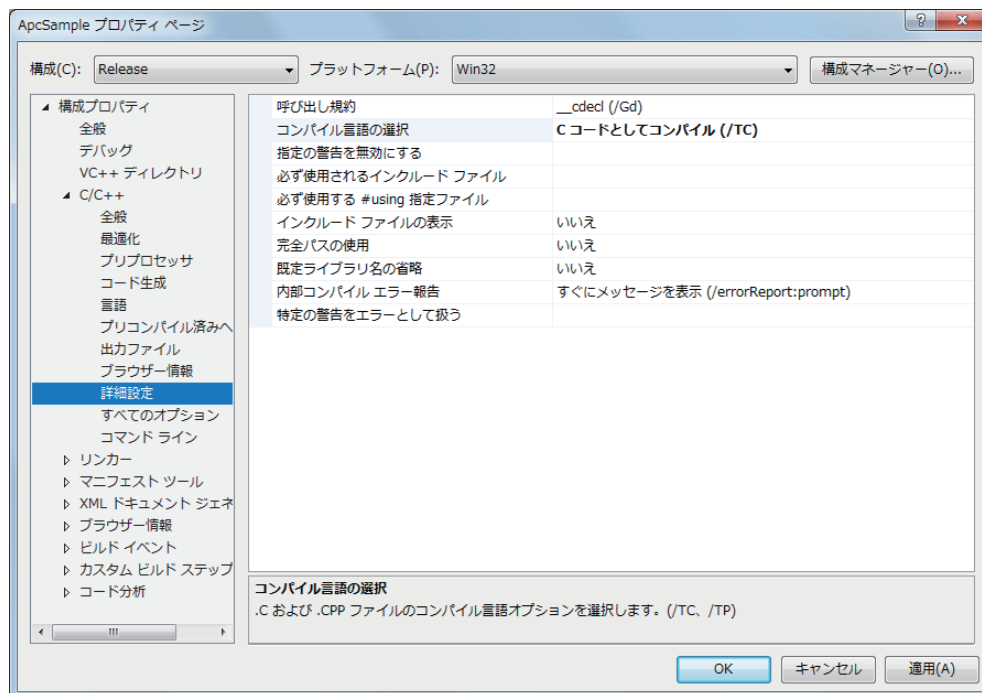 ApcSample プロパティ ページ
構成(C): Release プラットフォーム(P): Win32 構成マネージャー(O)...
構成プロパティ
全般
デバッグ
VC++ ディレクトリ
C/C++
全般
最適化
プリプロセッサ
コード生成
言語
プリコンパイル済みへ
出力ファイル
ブラウザー情報
詳細設定
すべてのオプション
コマンド ライン
リンカー
マニフェスト ツール
XML ドキュメント ジェネ
ブラウザー情報
ビルド イベント
カスタム ビルド ステップ
コード分析
呼び出し規約 __cdecl (/Gd)
コンパイル言語の選択 C コードとしてコンパイル (/TC)
指定の警告を無効にする
必ず使用されるインクルード ファイル
必ず使用する #using 指定ファイル
インクルード ファイルの表示 いいえ
完全パスの使用 いいえ
既定ライブラリ名の省略 いいえ
内部コンパイル エラー報告 すぐにメッセージを表示 (/errorReport:prompt)
特定の警告をエラーとして扱う
コンパイル言語の選択
.C および .CPP ファイルのコンパイル言語オプションを選択します。(/TC、/TP)
OK キャンセル 適用(A)